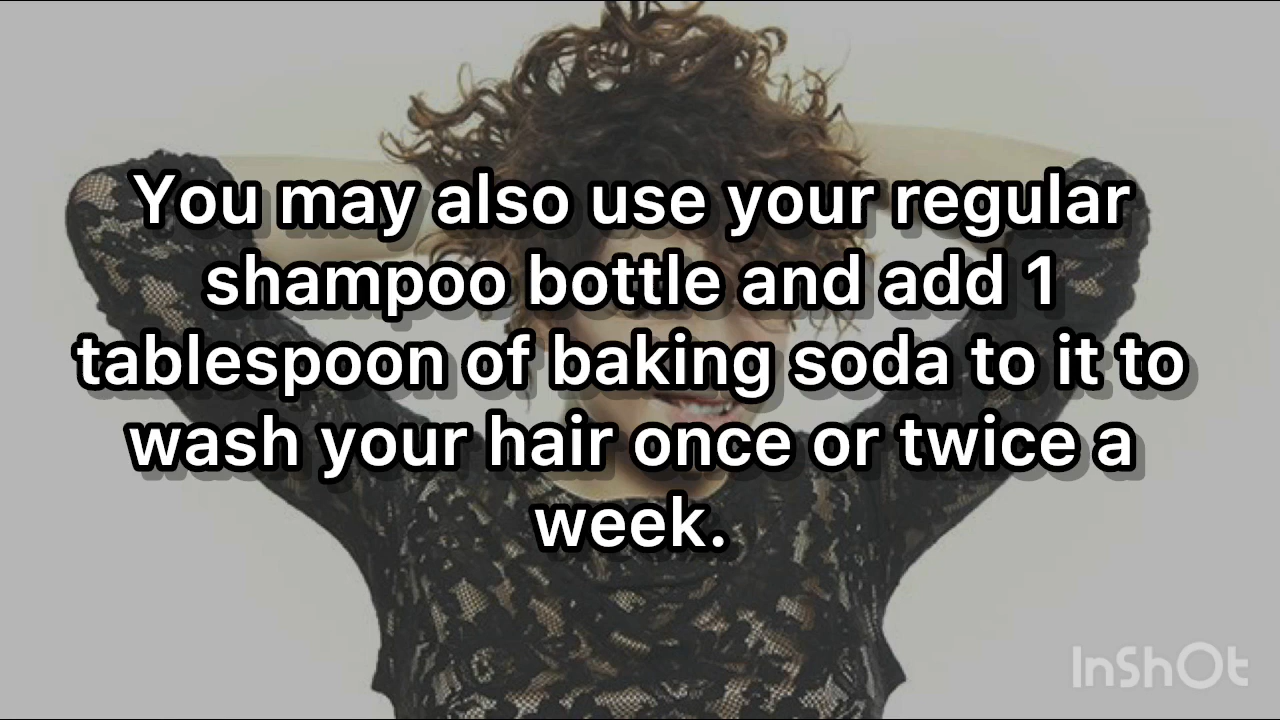 You may also use your regular
shampoo bottle and add 1
tablespoon of baking soda to it to
wash your hair once or twice a
week.
InShOt